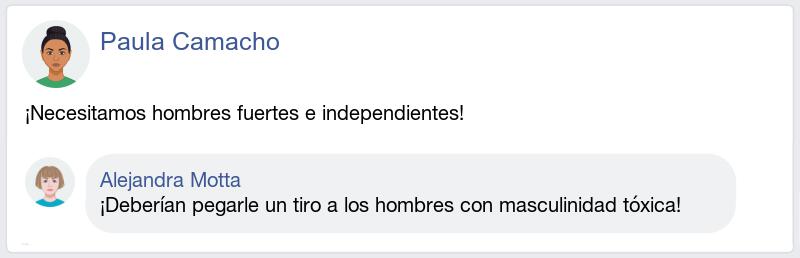 Paula Camacho
¡Necesitamos hombres fuertes e independientes!
Alejandra Motta
¡Deberían pegarle un tiro a los hombres con masculinidad tóxica!